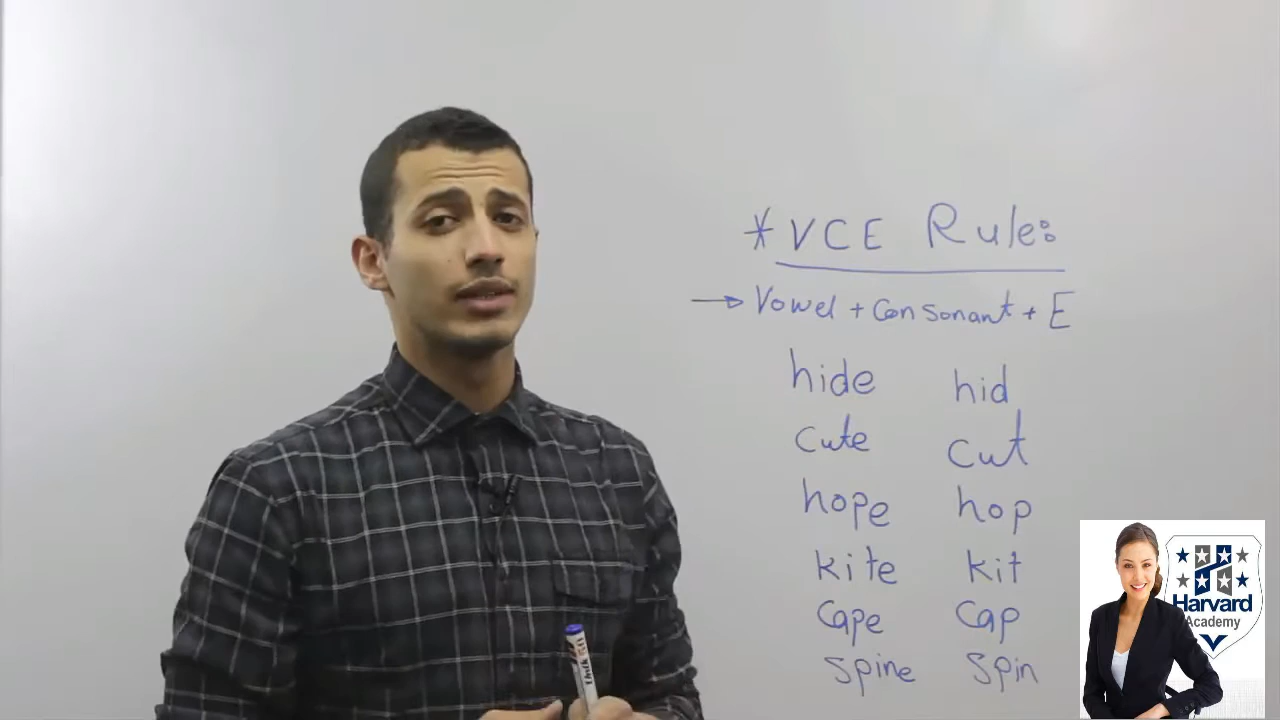 * VCE Rule:
→ Vowel + Consonant + E
hide hid
cute cut
hope hop
kite kit
Cape Cap
Spine Spin
Harvard
Academy